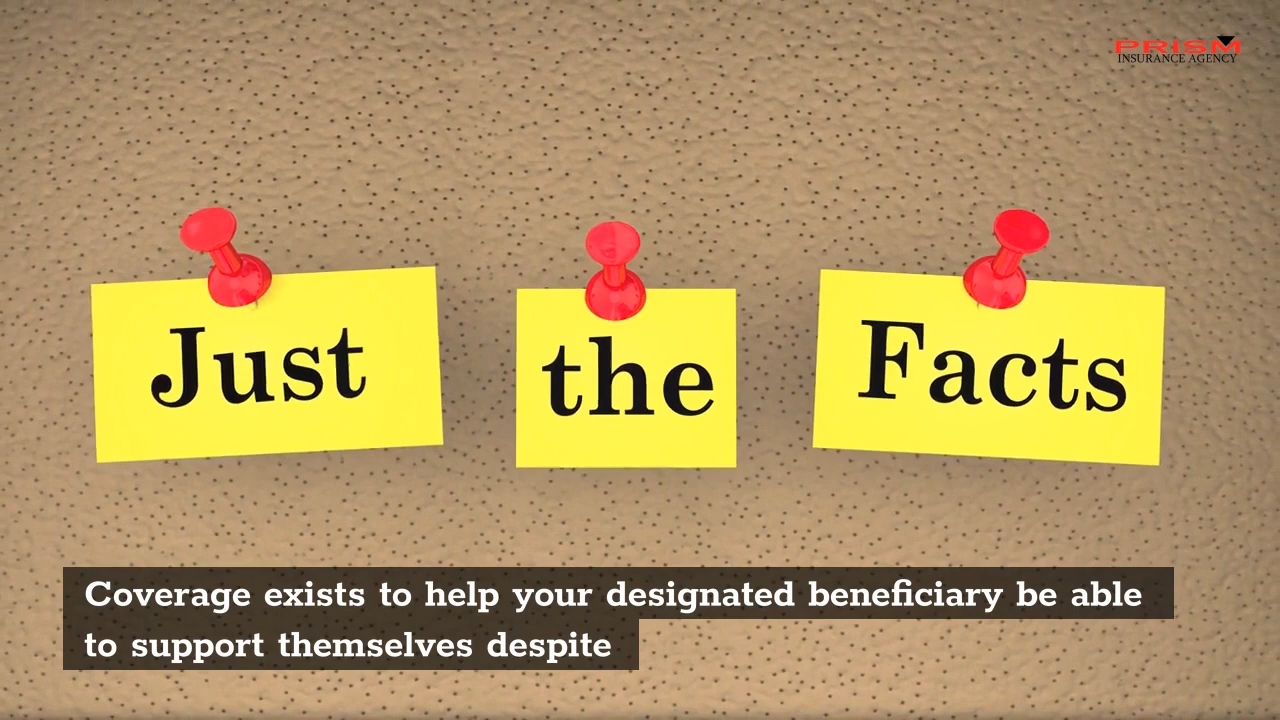 PRISM
INSURANCE AGENCY
Just the Facts
Coverage exists to help your designated beneficiary be able
to support themselves despite